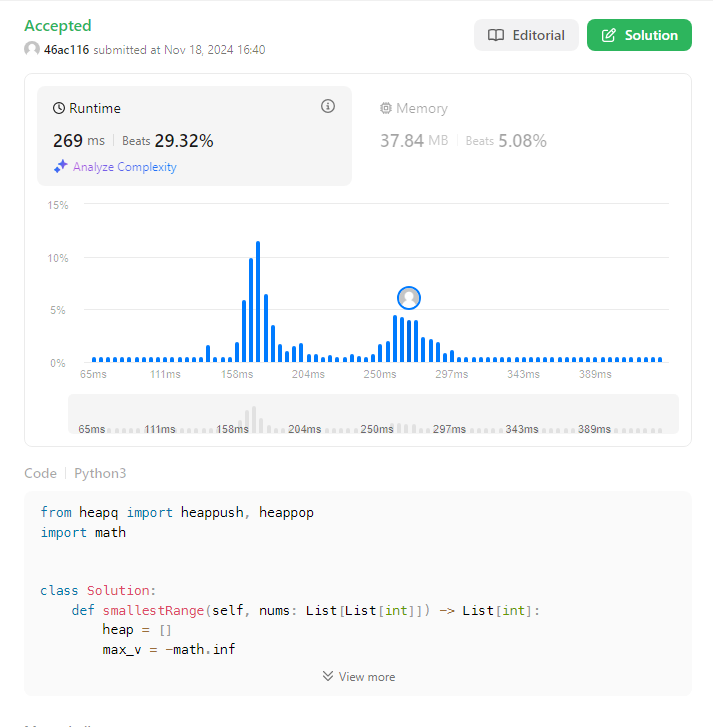 Accepted
46ac116 submitted at Nov 18, 2024 16:40
Editorial
Solution
Runtime
269 ms | Beats 29.32%
Analyze Complexity
Memory
37.84 MB | Beats 5.08%
15%
10%
5%
0%
65ms 111ms 158ms 204ms 250ms 297ms 343ms 389ms
65ms 111ms 158ms 204ms 250ms 297ms 343ms 389ms
Code | Python3
from heapq import heappush, heappop
import math
class Solution:
    def smallestRange(self, nums: List[List[int]]) -> List[int]:
        heap = []
        max_v = -math.inf
View more